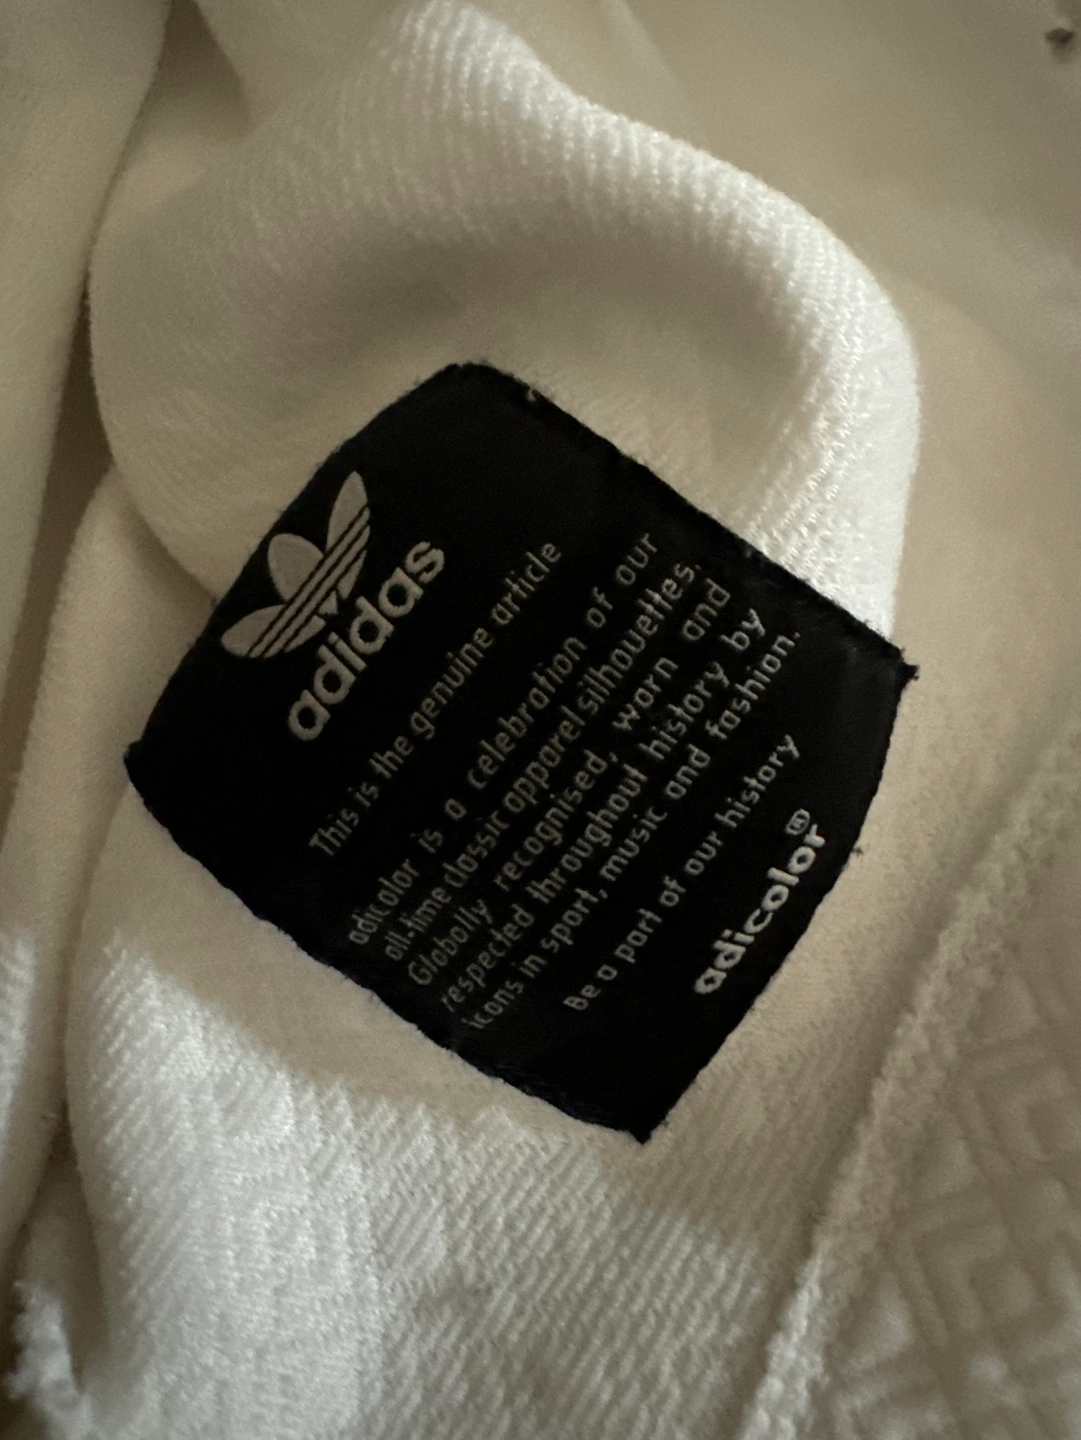 adidas
This is the genuine article
adicolor is a celebration of our
all-time classic apparel silhouettes.
Globally recognised, worn and
respected throughout history by
icons in sport, music and fashion.
Be a part of our history
adicolor®